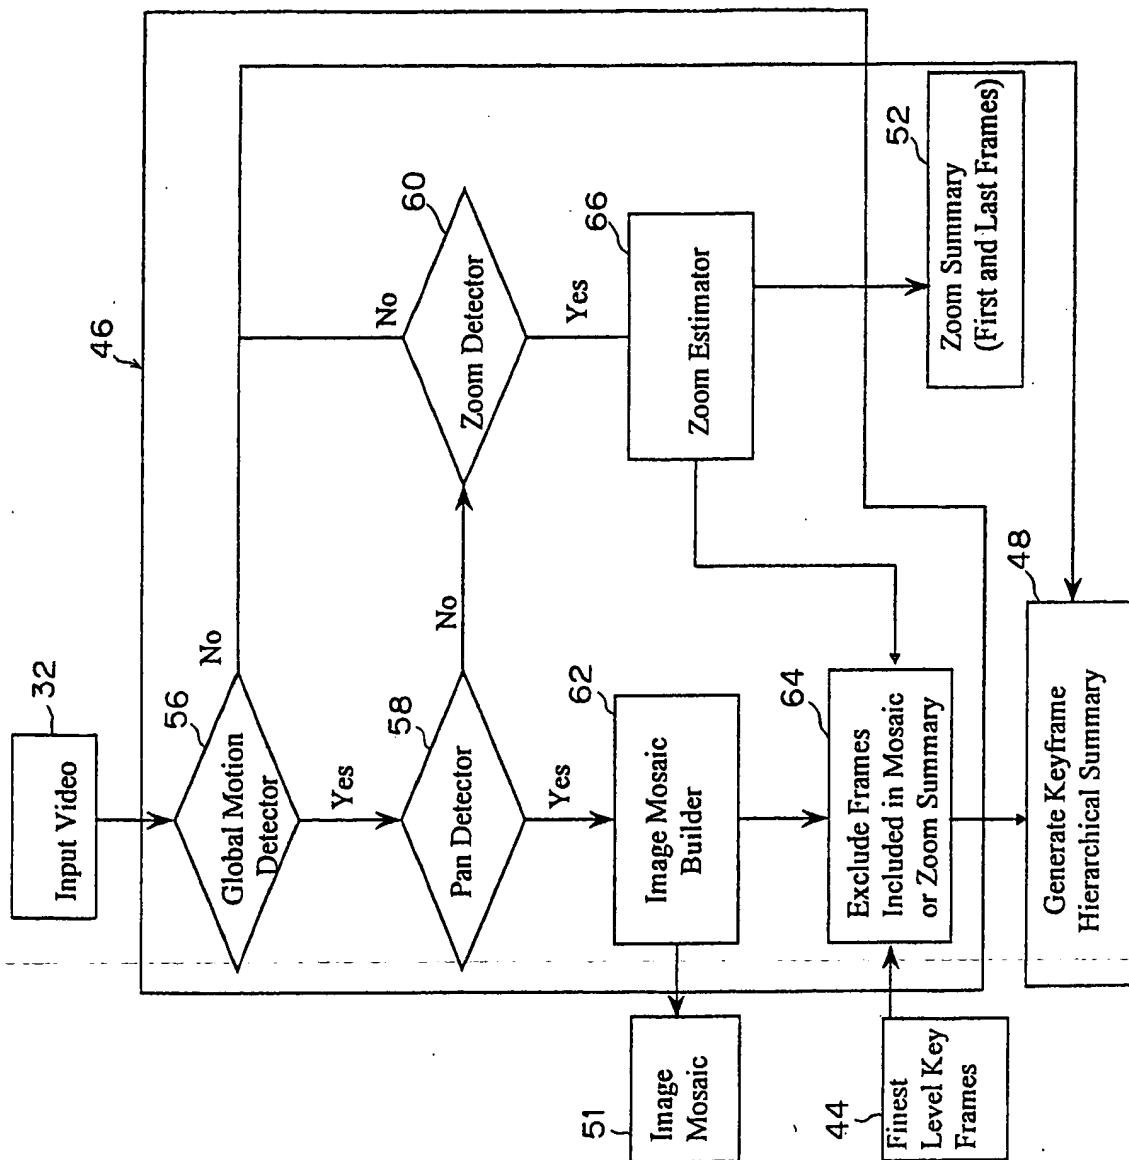 46
32
Input Video
56
Global Motion
Detector
No
Yes
58
Pan Detector
No
Yes
60
Zoom Detector
No
Yes
62
Image Mosaic
Builder
66
Zoom Estimator
51
Image
Mosaic
52
Zoom Summary
(First and Last Frames)
44
Finest
Level Key
Frames
64
Exclude Frames
Included in Mosaic
or Zoom Summary
48
Generate Keyframe
Hierarchical Summary